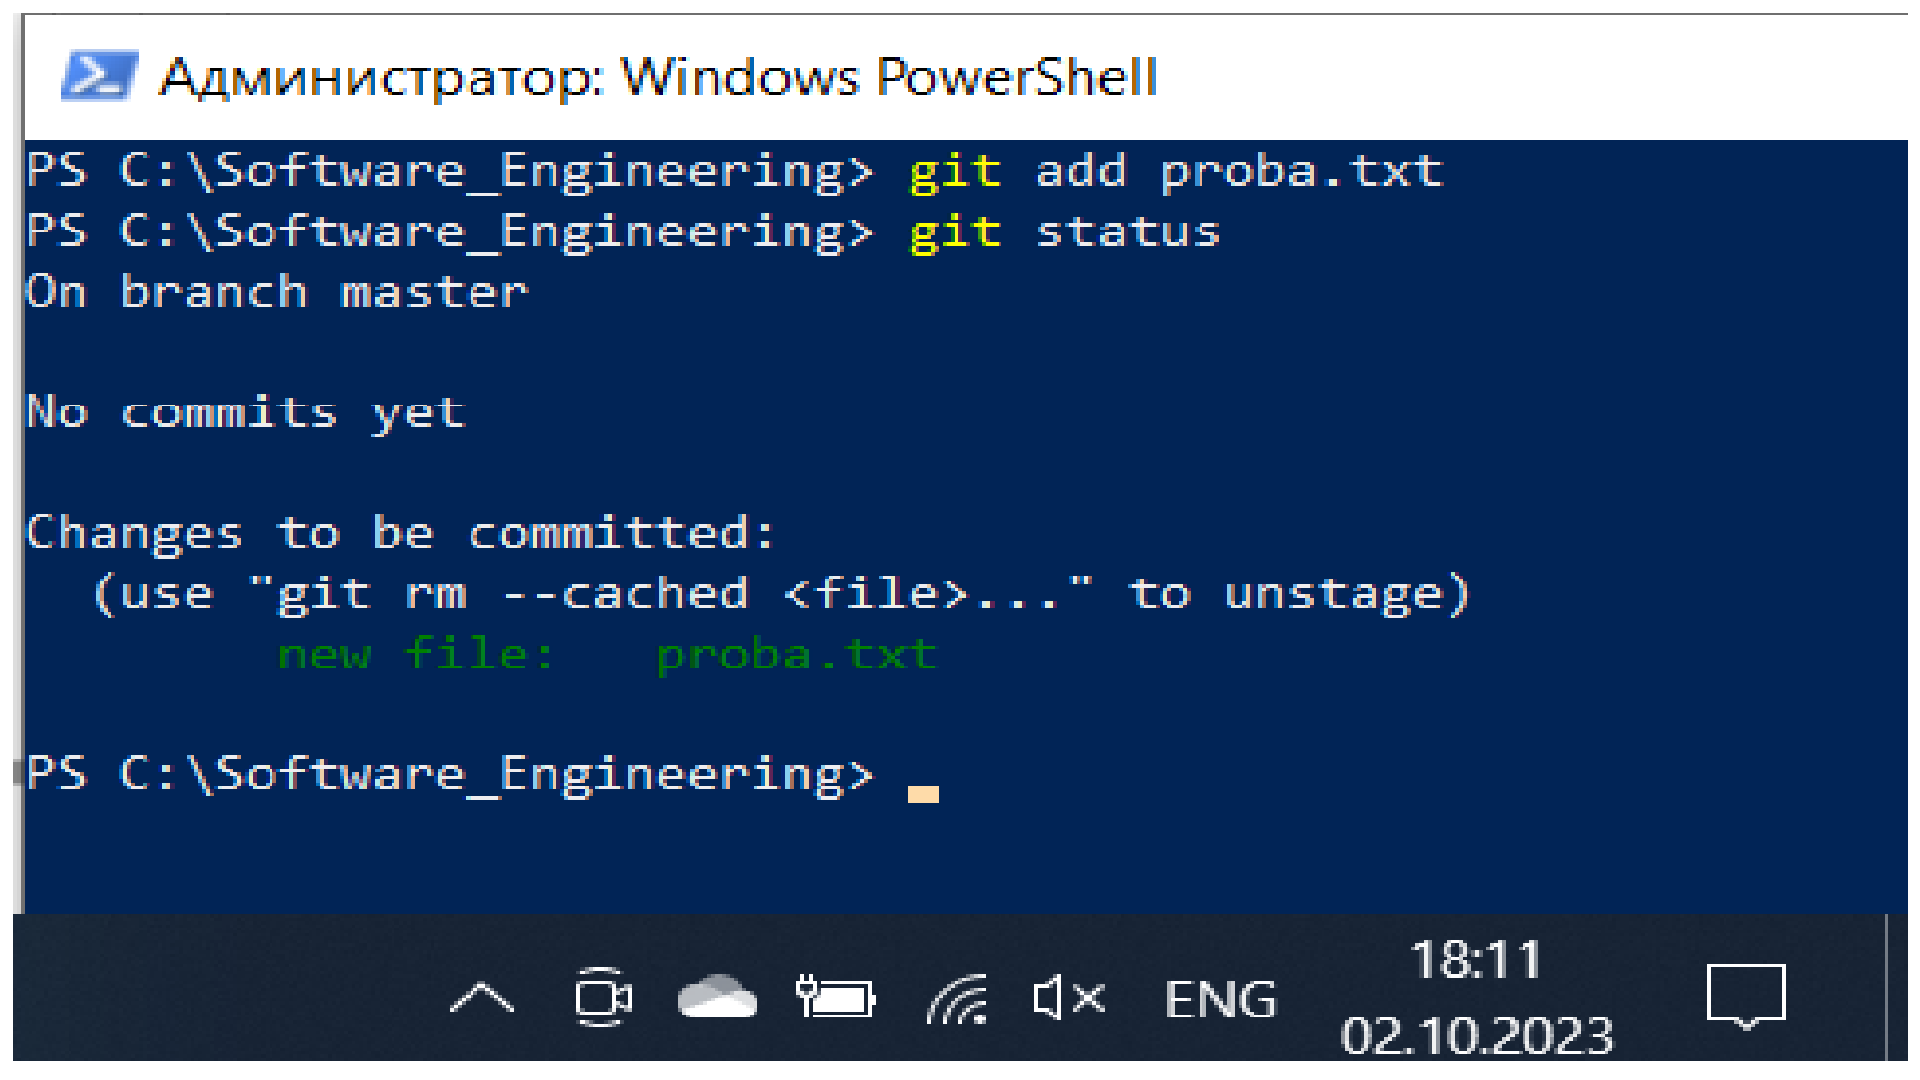 Администратор: Windows PowerShell
PS C:\Software_Engineering> git add proba.txt
PS C:\Software_Engineering> git status
On branch master
No commits yet
Changes to be committed:
  (use "git rm --cached <file>..." to unstage)
        new file:   proba.txt
PS C:\Software_Engineering>
18:11
ENG
02.10.2023